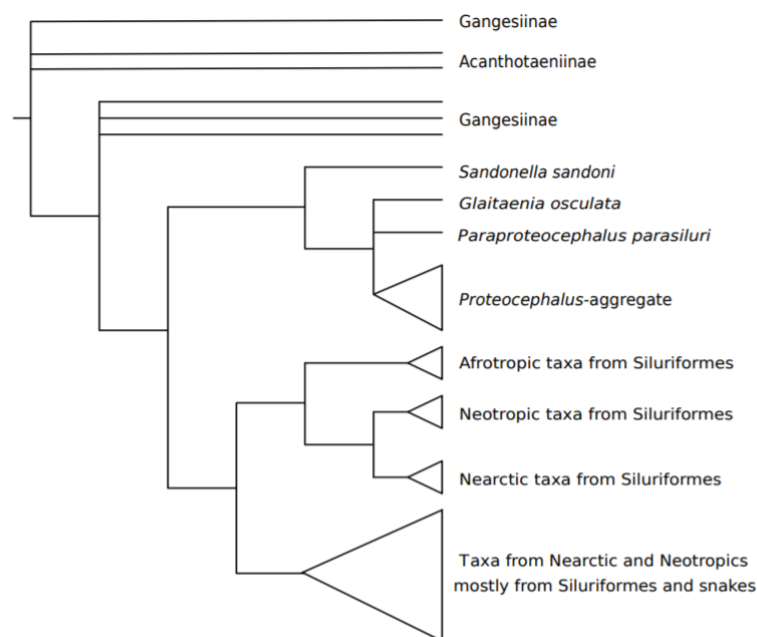 Gangesiinae
Acanthotaeniinae
Gangesiinae
Sandonella sandoni
Glaitaenia osculata
Paraproteocephalus parasiluri
Proteocephalus-aggregate
Afrotropic taxa from Siluriformes
Neotropic taxa from Siluriformes
Nearctic taxa from Siluriformes
Taxa from Nearctic and Neotropics
mostly from Siluriformes and snakes